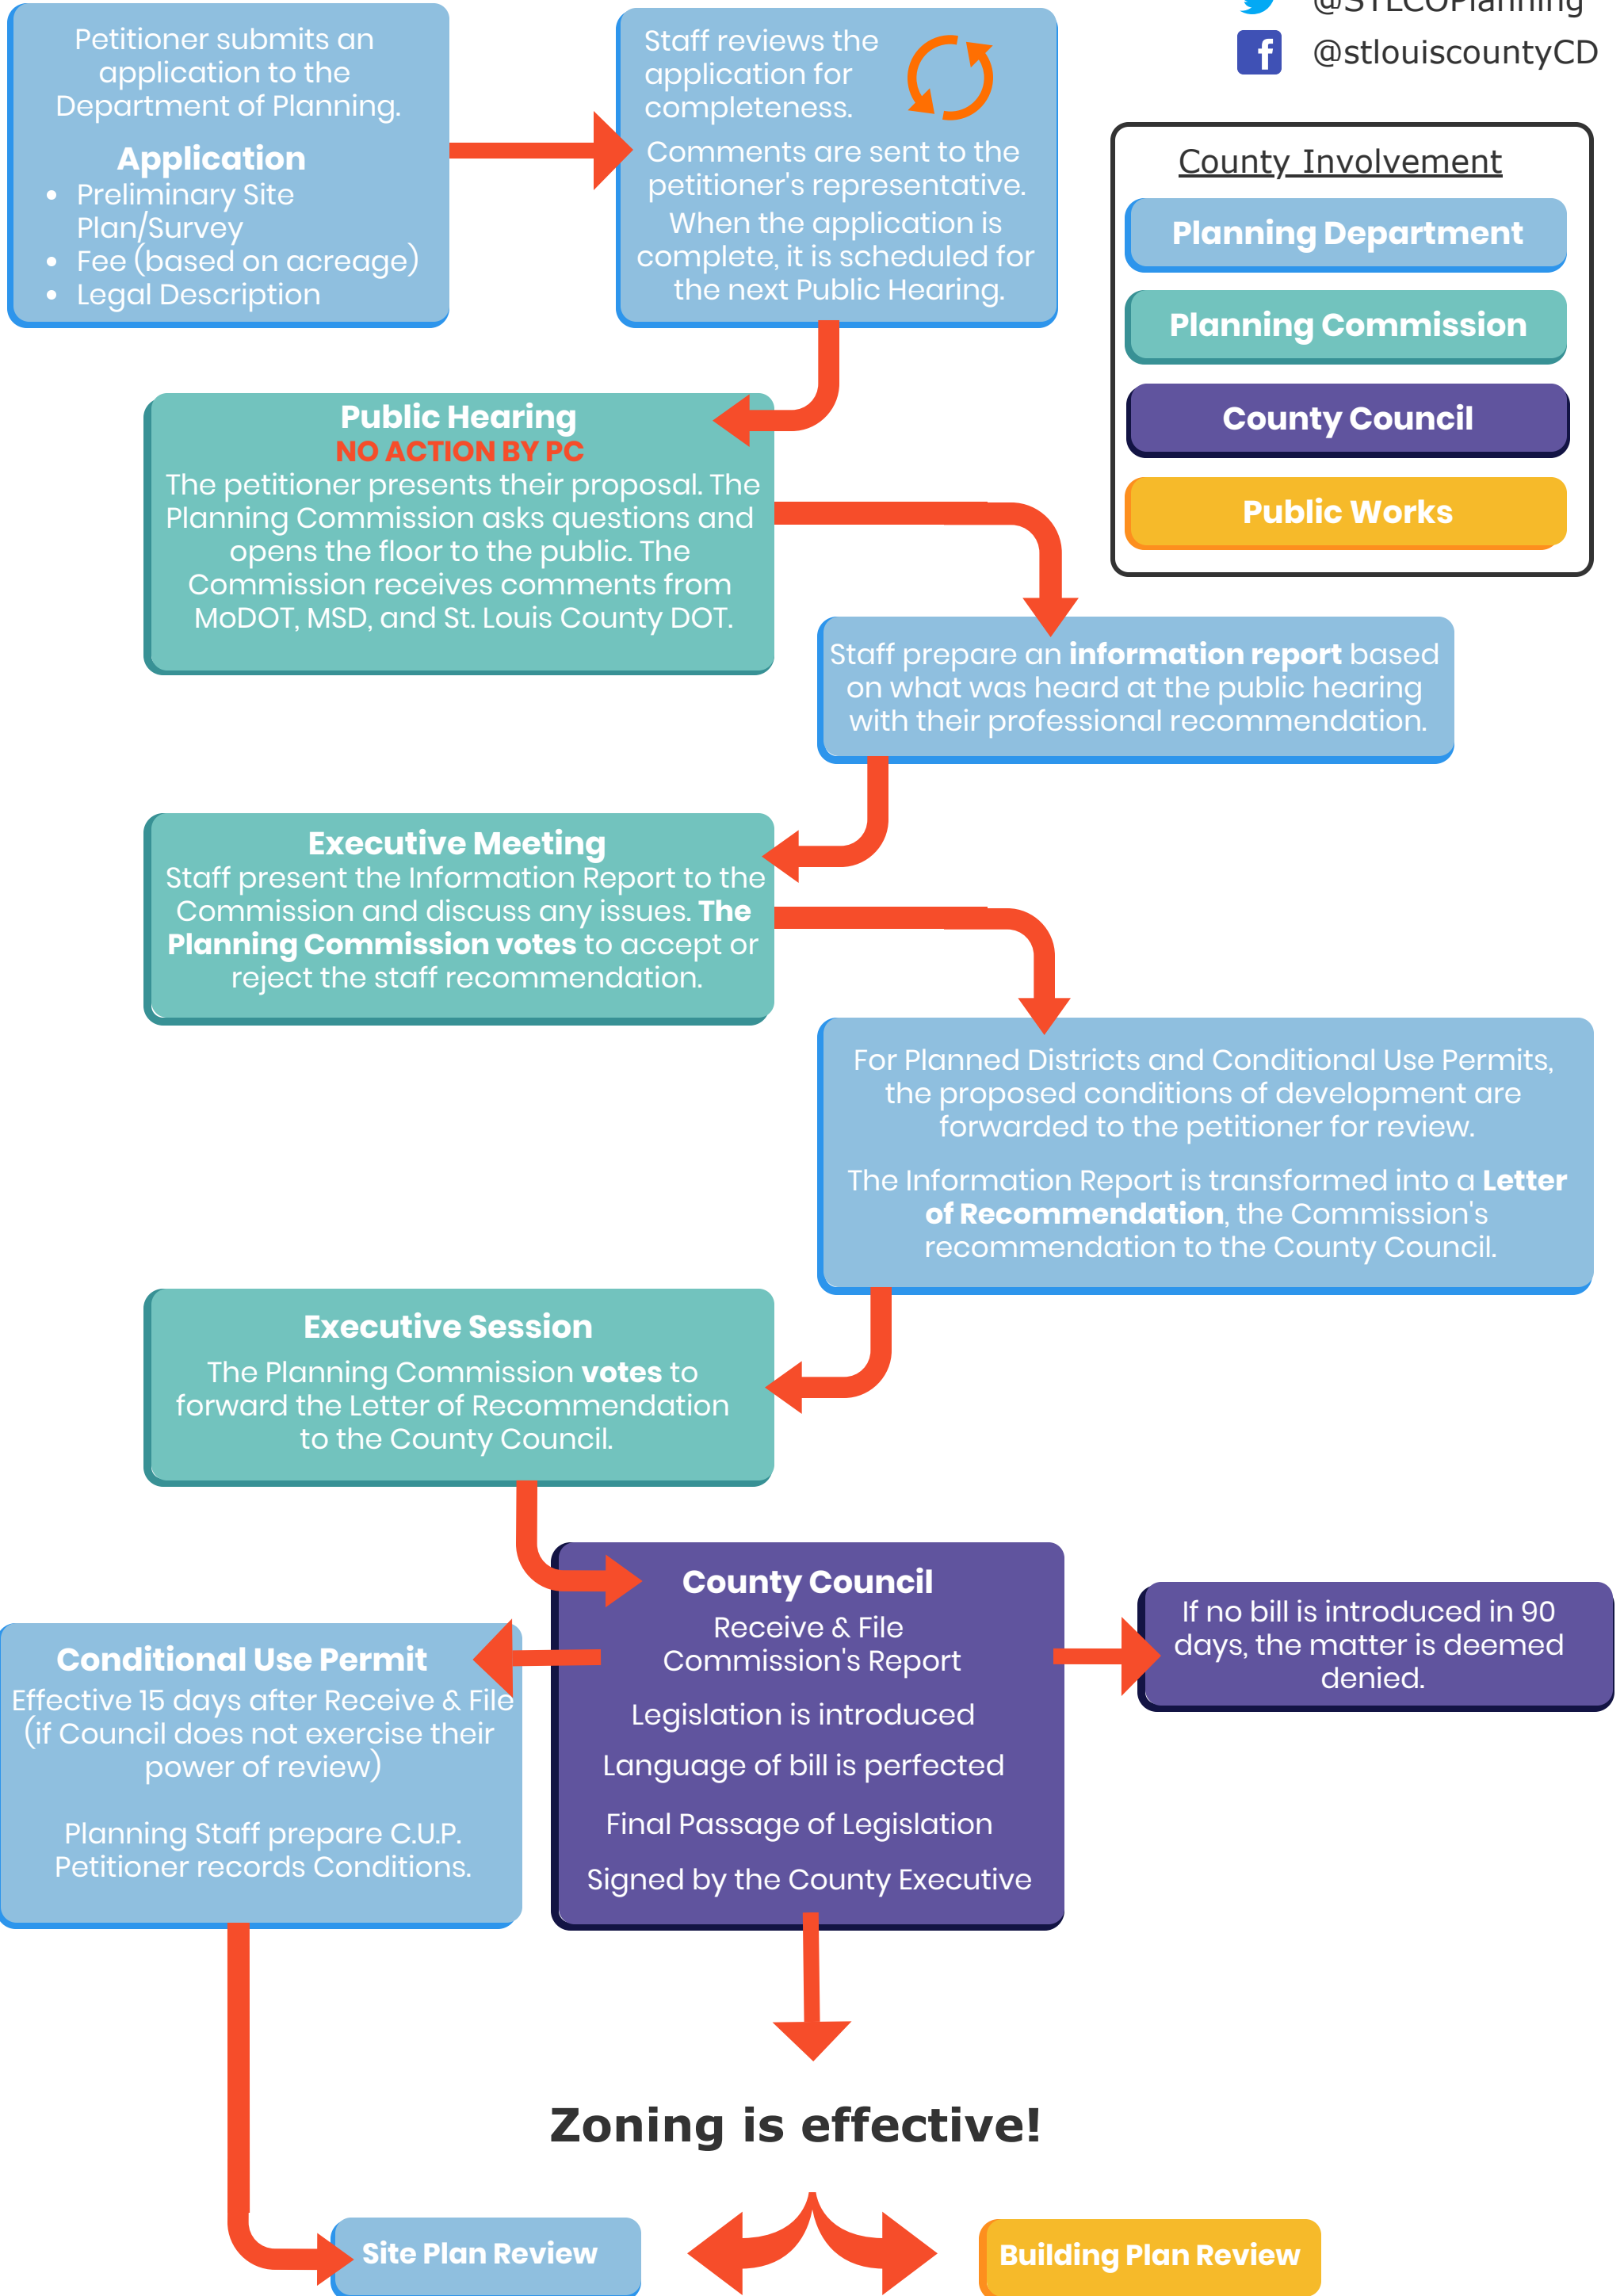 @STLCOPlanning
@stlouiscountyCD
Petitioner submits an
application to the
Department of Planning.
Application
• Preliminary Site
Plan/Survey
• Fee (based on acreage)
• Legal Description
Staff reviews the
application for
completeness.
Comments are sent to the
petitioner's representative.
When the application is
complete, it is scheduled for
the next Public Hearing.
County Involvement
Planning Department
Planning Commission
County Council
Public Works
Public Hearing
NO ACTION BY PC
The petitioner presents their proposal. The
Planning Commission asks questions and
opens the floor to the public. The
Commission receives comments from
MoDOT, MSD, and St. Louis County DOT.
Staff prepare an information report based
on what was heard at the public hearing
with their professional recommendation.
Executive Meeting
Staff present the Information Report to the
Commission and discuss any issues. The
Planning Commission votes to accept or
reject the staff recommendation.
For Planned Districts and Conditional Use Permits,
the proposed conditions of development are
forwarded to the petitioner for review.
The Information Report is transformed into a Letter
of Recommendation, the Commission's
recommendation to the County Council.
Executive Session
The Planning Commission votes to
forward the Letter of Recommendation
to the County Council.
County Council
Receive & File
Commission's Report
Legislation is introduced
Language of bill is perfected
Final Passage of Legislation
Signed by the County Executive
If no bill is introduced in 90
days, the matter is deemed
denied.
Conditional Use Permit
Effective 15 days after Receive & File
(if Council does not exercise their
power of review)
Planning Staff prepare C.U.P.
Petitioner records Conditions.
Zoning is effective!
Site Plan Review
Building Plan Review